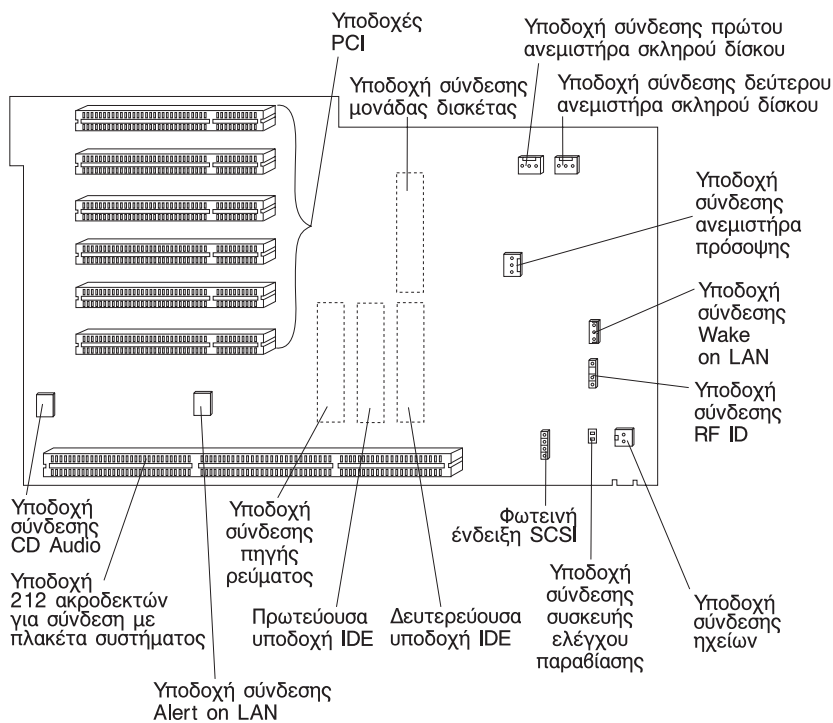 Υποδοχές
PCI
Υποδοχή σύνδεσης πρώτου
ανεμιστήρα σκληρού δίσκου
Υποδοχή σύνδεσης
μονάδας δισκέτας
Υποδοχή σύνδεσης δεύτερου
ανεμιστήρα σκληρού δίσκου
Υποδοχή
σύνδεσης
ανεμιστήρα
πρόσοψης
Υποδοχή
σύνδεσης
Wake
on LAN
Υποδοχή
σύνδεσης
RF ID
Υποδοχή
σύνδεσης
CD Audio
Υποδοχή
σύνδεσης
πηγής
ρεύματος
Φωτεινή
ένδειξη SCSI
Υποδοχή
212 ακροδεκτών
για σύνδεση με
πλακέτα συστήματος
Πρωτεύουσα
υποδοχή IDE
Δευτερεύουσα
υποδοχή IDE
Υποδοχή
σύνδεσης
συσκευής
ελέγχου
παραβίασης
Υποδοχή
σύνδεσης
ηχείων
Υποδοχή σύνδεσης
Alert on LAN